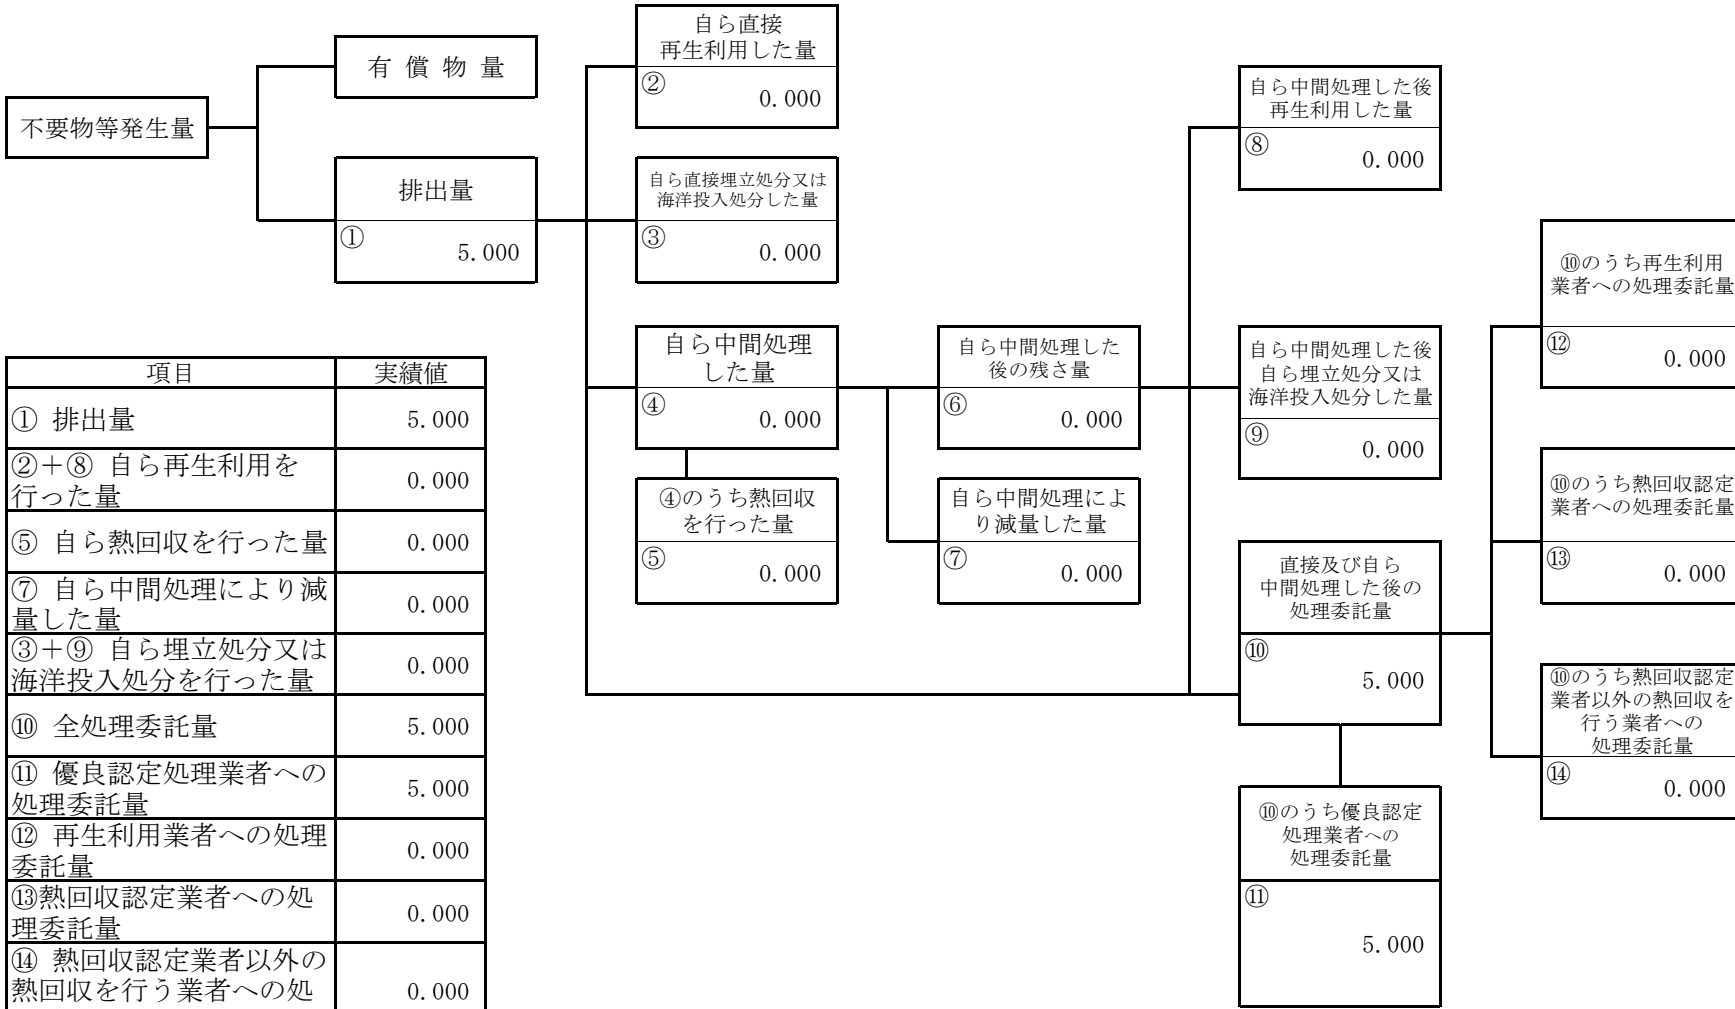 不要物等発生量
有 償 物 量
排出量
①
5.000
自ら直接
再生利用した量
②
0.000
自ら直接埋立処分又は
海洋投入処分した量
③
0.000
自ら中間処理
した量
④
0.000
④のうち熱回収
を行った量
⑤
0.000
自ら中間処理した
後の残さ量
⑥
0.000
自ら中間処理によ
り減量した量
⑦
0.000
自ら中間処理した後
再生利用した量
⑧
0.000
自ら中間処理した後
自ら埋立処分又は
海洋投入処分した量
⑨
0.000
直接及び自ら
中間処理した後の
処理委託量
⑩
5.000
⑩のうち優良認定
処理業者への
処理委託量
⑪
5.000
⑩のうち再生利用
業者への処理委託量
⑫
0.000
⑩のうち熱回収認定
業者への処理委託量
⑬
0.000
⑩のうち熱回収認定
業者以外の熱回収を
行う業者への
処理委託量
⑭
0.000
項目 実績値
① 排出量 5.000
②+⑧ 自ら再生利用を
行った量 0.000
⑤ 自ら熱回収を行った量 0.000
⑦ 自ら中間処理により減
量した量 0.000
③+⑨ 自ら埋立処分又は
海洋投入処分を行った量 0.000
⑩ 全処理委託量 5.000
⑪ 優良認定処理業者への
処理委託量 5.000
⑫ 再生利用業者への処理
委託量 0.000
⑬熱回収認定業者への処
理委託量 0.000
⑭ 熱回収認定業者以外の
熱回収を行う業者への処 0.000